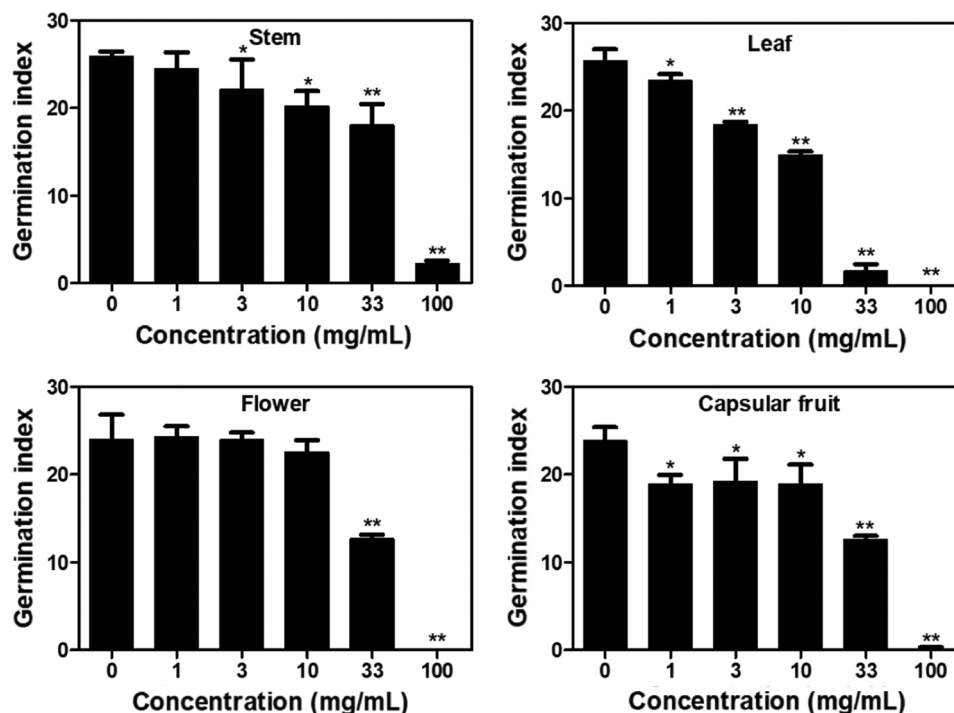 Stem
Germination index
30
20
10
0
* * ** **
0 1 3 10 33 100
Concentration (mg/mL)
Leaf
Germination index
30
20
10
0
* ** ** ** **
0 1 3 10 33 100
Concentration (mg/mL)
Flower
Germination index
30
20
10
0
** **
0 1 3 10 33 100
Concentration (mg/mL)
Capsular fruit
Germination index
30
20
10
0
* * * ** **
0 1 3 10 33 100
Concentration (mg/mL)